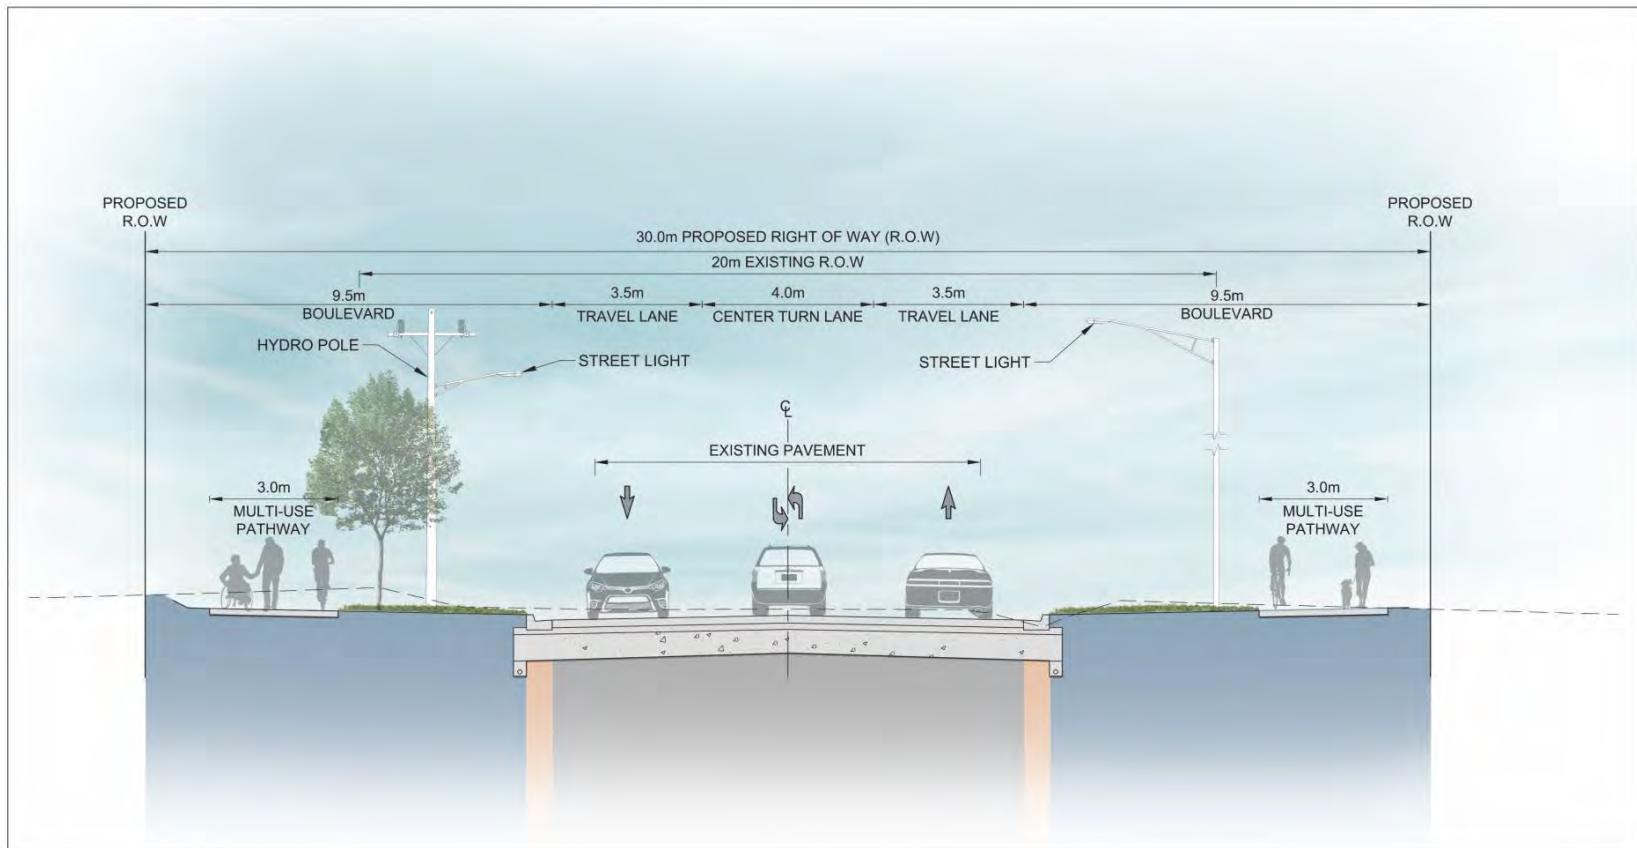 PROPOSED
R.O.W
PROPOSED
R.O.W
30.0m PROPOSED RIGHT OF WAY (R.O.W)
20m EXISTING R.O.W
9.5m
BOULEVARD
3.5m
TRAVEL LANE
4.0m
CENTER TURN LANE
3.5m
TRAVEL LANE
9.5m
BOULEVARD
HYDRO POLE
STREET LIGHT
STREET LIGHT
CL
EXISTING PAVEMENT
3.0m
MULTI-USE
PATHWAY
3.0m
MULTI-USE
PATHWAY